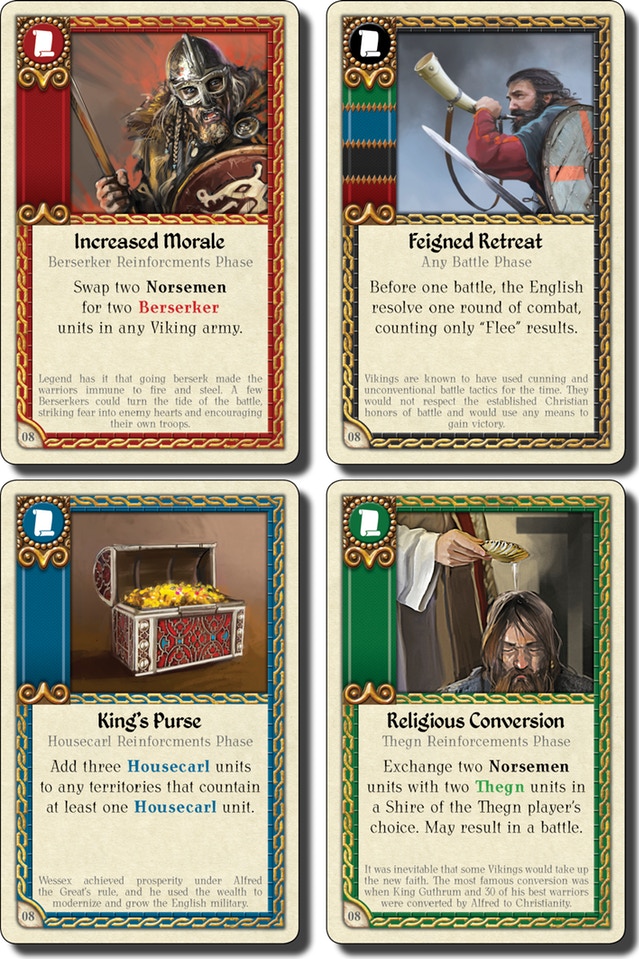 Increased Morale
Berserker Reinforcments Phase
Swap two Norsemen
for two Berserker
units in any Viking army.
Legend has it that going berserk made the
warriors immune to fire and steel. A few
Berserkers could turn the tide of the battle,
striking fear into enemy hearts and encouraging
their own troops.
08
Feigned Retreat
Any Battle Phase
Before one battle, the English
resolve one round of combat,
counting only “Flee” results.
Vikings are known to have used cunning and
unconventional battle tactics for the time. They
would not respect the established Christian
honors of battle and would use any means to
gain victory.
08
King's Purse
Housecarl Reinforcments Phase
Add three Housecarl units
to any territories that countain
at least one Housecarl unit.
Wessex achieved prosperity under Alfred
the Great's rule, and he used the wealth to
modernize and grow the English military.
08
Religious Conversion
Thegn Reinforcements Phase
Exchange two Norsemen
units with two Thegn units in
a Shire of the Thegn player's
choice. May result in a battle.
It was inevitable that some Vikings would take up
the new faith. The most famous conversion was
when King Guthrum and 30 of his best warriors
were converted by Alfred to Christianity.
08